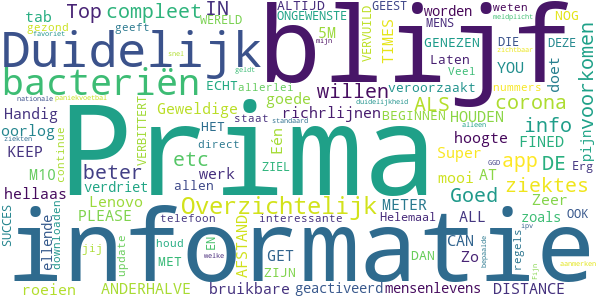 tab
Top
compleet
IN
ALTIJD
GEEST
weten
favoriet
gezond
geeft
WERELD
ONGEWENSTE
MENS
NOG
Duidelijk
blijf
5M
VERVUILD
TIMES
worden
GENEZEN
DIE
DEZE
zichtbaar
meldplicht
snel
mijn
ECHT
allerlei
Laten
Veel
YOU
doet
voorkomen
bacteriën
willen
veroorzaakt
nummers
geldt
Handig
nationale
paniekvoetbal
Geweldige
goede
ALS
corona
oorlog
ziekten
HET
staat
richrlijnen
BEGINNEN
HOUDEN
duidelijkheid
standaard
alleen
KEEP
M10
continue
beter
VERBITTERT
etc
direct
Eén
ZIEL
hoogte
info
FINED
pijn
Prima
Super
app
DE
GGD
Erg
hellaas
verdriet
allen
werk
mooi
AT
ziektes
Lenovo
Overzichtelijk
METER
Goed
Zeer
SUCCES
PLEASE
telefoon
interessante
Helemaal
ALL
zoals
OOK
informatie
ellende
downloaden
jij
update
houd
MET
EN
welke
AFSTAND
GET
ZIJN
DAN
CAN
Zo
regels
bepaalde
ipv
Fijn
aanmerken
roeien
ANDERHALVE
bruikbare
geactiveerd
mensenlevens
DISTANCE